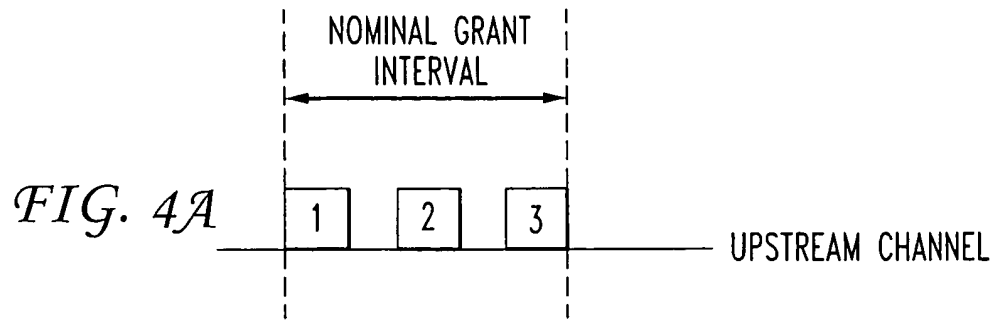 NOMINAL GRANT
INTERVAL
FIG. 4A
1 2 3
UPSTREAM CHANNEL